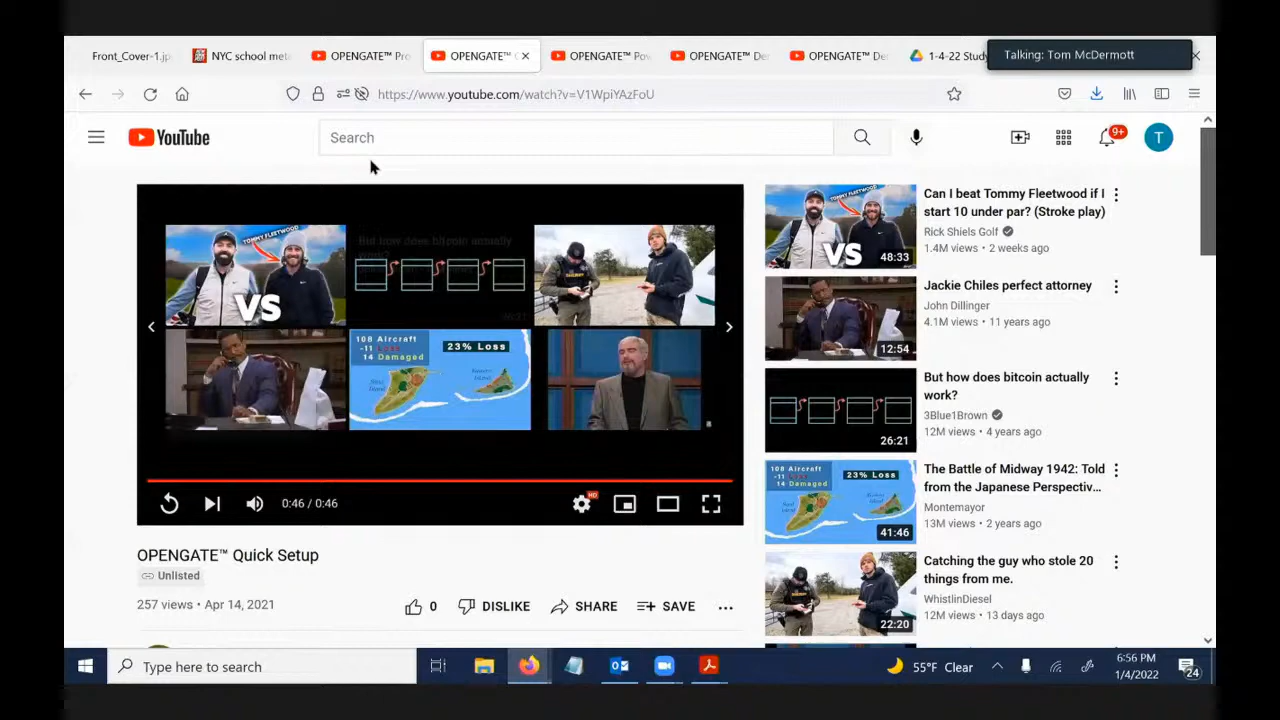 Front_Cover-1.jp
NYC school met
OPENGATE™ Pro
OPENGATE™ Q
OPENGATE™ Pow
OPENGATE™ De
OPENGATE™ De
1-4-22 Study
Talking: Tom McDermott
https://www.youtube.com/watch?v=V1WpiYAzFoU
YouTube
Search
9+
T
TOMMY FLEETWOOD
VS
But how does bitcoin actually
work?
108 Aircraft
-11 Loss
14 Damaged
23% Loss
0:46 / 0:46
HD
OPENGATE™ Quick Setup
Unlisted
257 views • Apr 14, 2021
0
DISLIKE
SHARE
SAVE
TOMMY FLEETWOOD
VS
48:33
Can I beat Tommy Fleetwood if I
start 10 under par? (Stroke play)
Rick Shiels Golf
1.4M views • 2 weeks ago
12:54
Jackie Chiles perfect attorney
John Dillinger
4.1M views • 11 years ago
26:21
But how does bitcoin actually
work?
3Blue1Brown
12M views • 4 years ago
108 Aircraft
-11 Loss
14 Damaged
23% Loss
41:46
The Battle of Midway 1942: Told
from the Japanese Perspectiv...
Montemayor
13M views • 2 years ago
22:20
Catching the guy who stole 20
things from me.
WhistlinDiesel
12M views • 13 days ago
Type here to search
55°F Clear
6:56 PM
1/4/2022
24